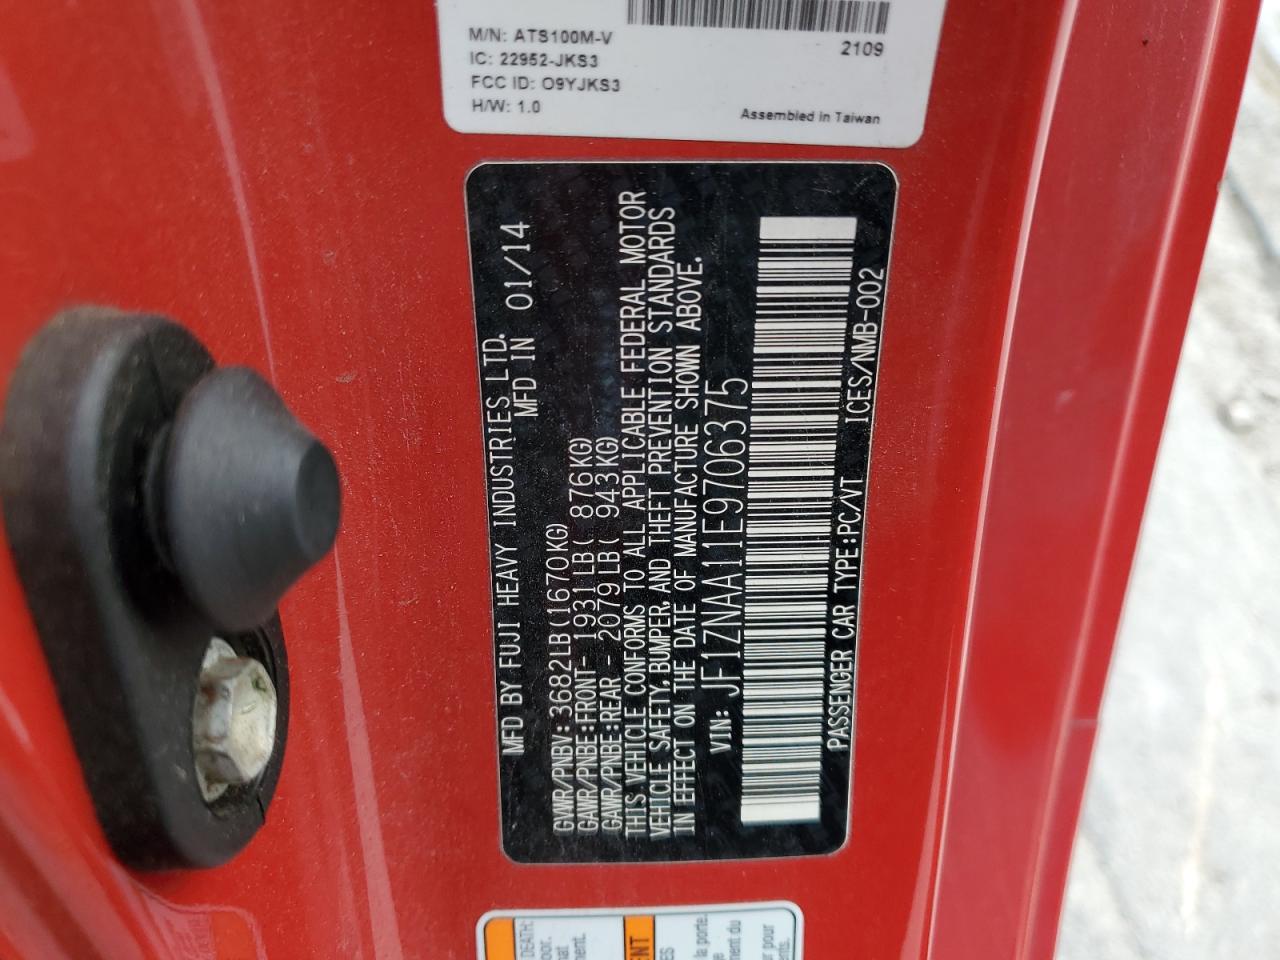 M/N: ATS100M-V
IC: 22952-JKS3
FCC ID: O9YJKS3
H/W: 1.0
2109
Assembled in Taiwan
MFD BY FUJI HEAVY INDUSTRIES LTD.
MFD IN 01/14
GVWR/PNBV: 3682LB(1670KG)
GAWR/PNBE:FRONT- 1931LB( 876KG)
GAWR/PNBE:REAR - 2079LB( 943KG)
THIS VEHICLE CONFORMS TO ALL APPLICABLE FEDERAL MOTOR
VEHICLE SAFETY,BUMPER, AND THEFT PREVENTION STANDARDS
IN EFFECT ON THE DATE OF MANUFACTURE SHOWN ABOVE.
VIN: JF1ZNAA11E9706375
PASSENGER CAR TYPE:PC/VT ICES/NMB-002
DEATH:
la porte.